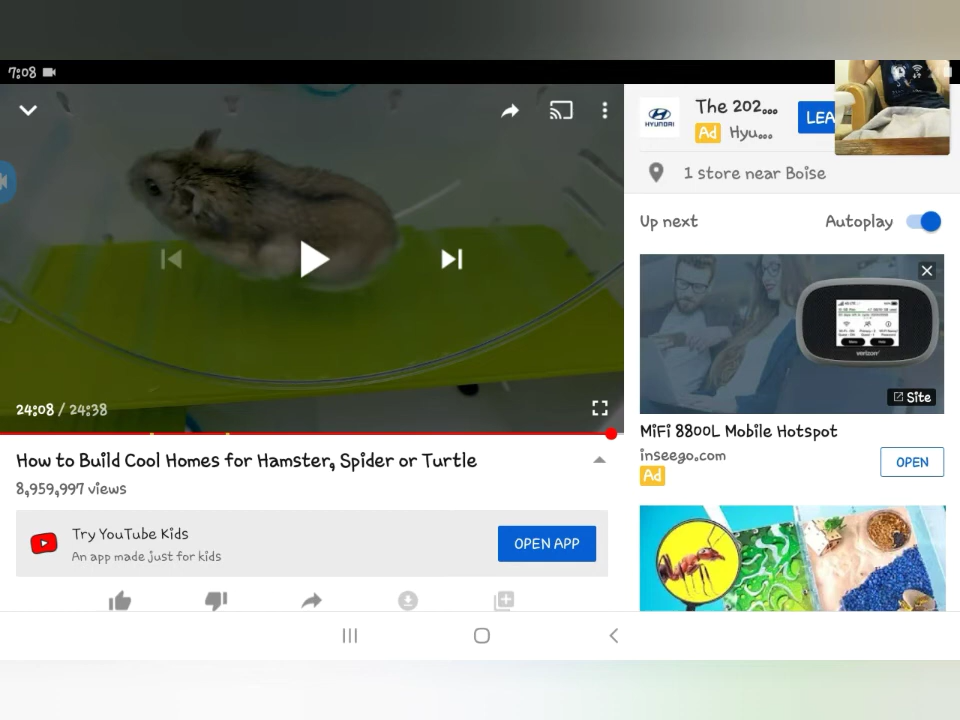 7:08
The 202...
LEA
HYUNDAI
Ad Hyu...
1 store near Boise
Up next
Autoplay
verizon
Site
24:08 / 24:38
MiFi 8800L Mobile Hotspot
inseego.com
Ad
OPEN
How to Build Cool Homes for Hamster, Spider or Turtle
8,959,997 views
Try YouTube Kids
An app made just for kids
OPEN APP